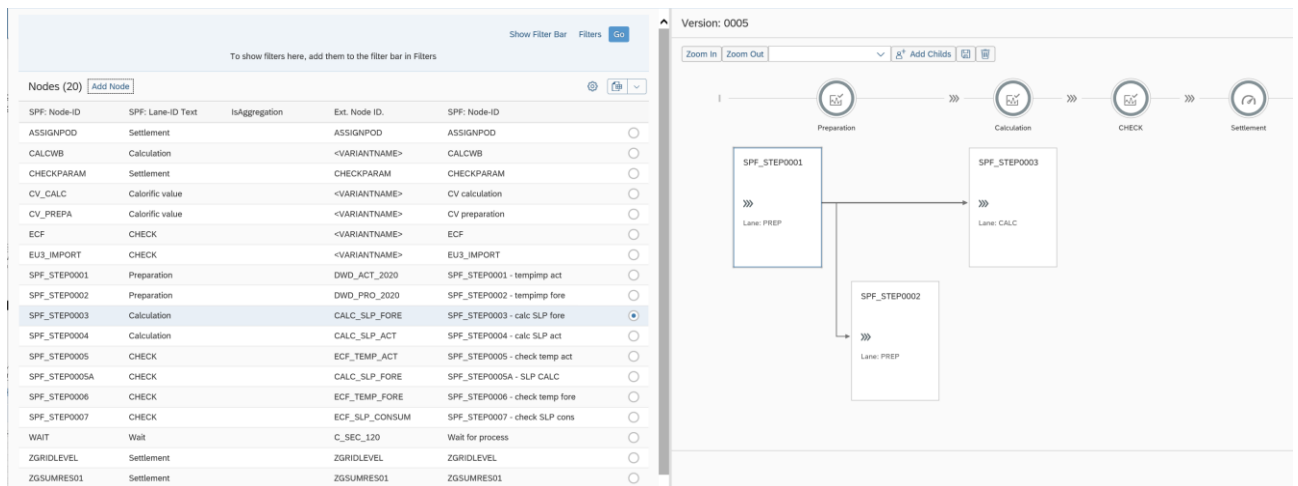 Show Filter Bar Filters Go
To show filters here, add them to the filter bar in Filters
Nodes (20) Add Node
SPF: Node-ID SPF: Lane-ID Text IsAggregation Ext. Node ID. SPF: Node-ID
ASSIGNPOD Settlement ASSIGNPOD ASSIGNPOD
CALCWB Calculation <VARIANTNAME> CALCWB
CHECKPARAM Settlement CHECKPARAM CHECKPARAM
CV_CALC Calorific value <VARIANTNAME> CV calculation
CV_PREPA Calorific value <VARIANTNAME> CV preparation
ECF CHECK <VARIANTNAME> ECF
EU3_IMPORT CHECK <VARIANTNAME> EU3_IMPORT
SPF_STEP0001 Preparation DWD_ACT_2020 SPF_STEP0001 - tempimp act
SPF_STEP0002 Preparation DWD_PRO_2020 SPF_STEP0002 - tempimp fore
SPF_STEP0003 Calculation CALC_SLP_FORE SPF_STEP0003 - calc SLP fore
SPF_STEP0004 Calculation CALC_SLP_ACT SPF_STEP0004 - calc SLP act
SPF_STEP0005 CHECK ECF_TEMP_ACT SPF_STEP0005 - check temp act
SPF_STEP0005A CHECK CALC_SLP_FORE SPF_STEP0005A - SLP CALC
SPF_STEP0006 CHECK ECF_TEMP_FORE SPF_STEP0006 - check temp fore
SPF_STEP0007 CHECK ECF_SLP_CONSUM SPF_STEP0007 - check SLP cons
WAIT Wait C_SEC_120 Wait for process
ZGRIDLEVEL Settlement ZGRIDLEVEL ZGRIDLEVEL
ZGSUMRES01 Settlement ZGSUMRES01 ZGSUMRES01
Version: 0005
Zoom In Zoom Out Add Childs
Preparation Calculation CHECK Settlement
SPF_STEP0001 SPF_STEP0003
Lane: PREP Lane: CALC
SPF_STEP0002
Lane: PREP